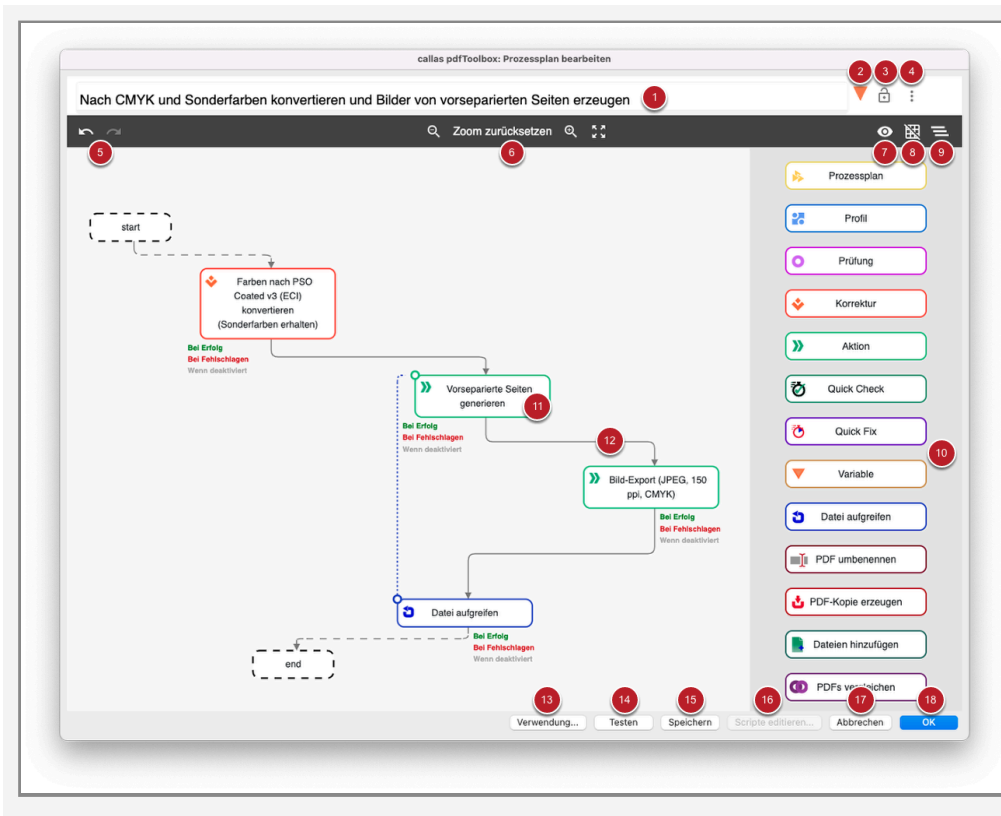 callas pdfToolbox: Prozessplan bearbeiten
2 3 4
Nach CMYK und Sonderfarben konvertieren und Bilder von vorseparierten Seiten erzeugen 1
Zoom zurücksetzen
5 6 7 8 9
start
Farben nach PSO
Coated v3 (ECI)
konvertieren
(Sonderfarben erhalten)
Bei Erfolg
Bei Fehlschlagen
Wenn deaktiviert
Vorseparierte Seiten
generieren
11
Bei Erfolg
Bei Fehlschlagen
Wenn deaktiviert
12
Bild-Export (JPEG, 150
ppi, CMYK)
Bei Erfolg
Bei Fehlschlagen
Wenn deaktiviert
Datei aufgreifen
Bei Erfolg
Bei Fehlschlagen
Wenn deaktiviert
end
Prozessplan
Profil
Prüfung
Korrektur
Aktion
Quick Check
Quick Fix
10
Variable
Datei aufgreifen
PDF umbenennen
PDF-Kopie erzeugen
Dateien hinzufügen
PDFs vergleichen
13 14 15 16 17 18
Verwendung... Testen Speichern Scripte editieren... Abbrechen OK